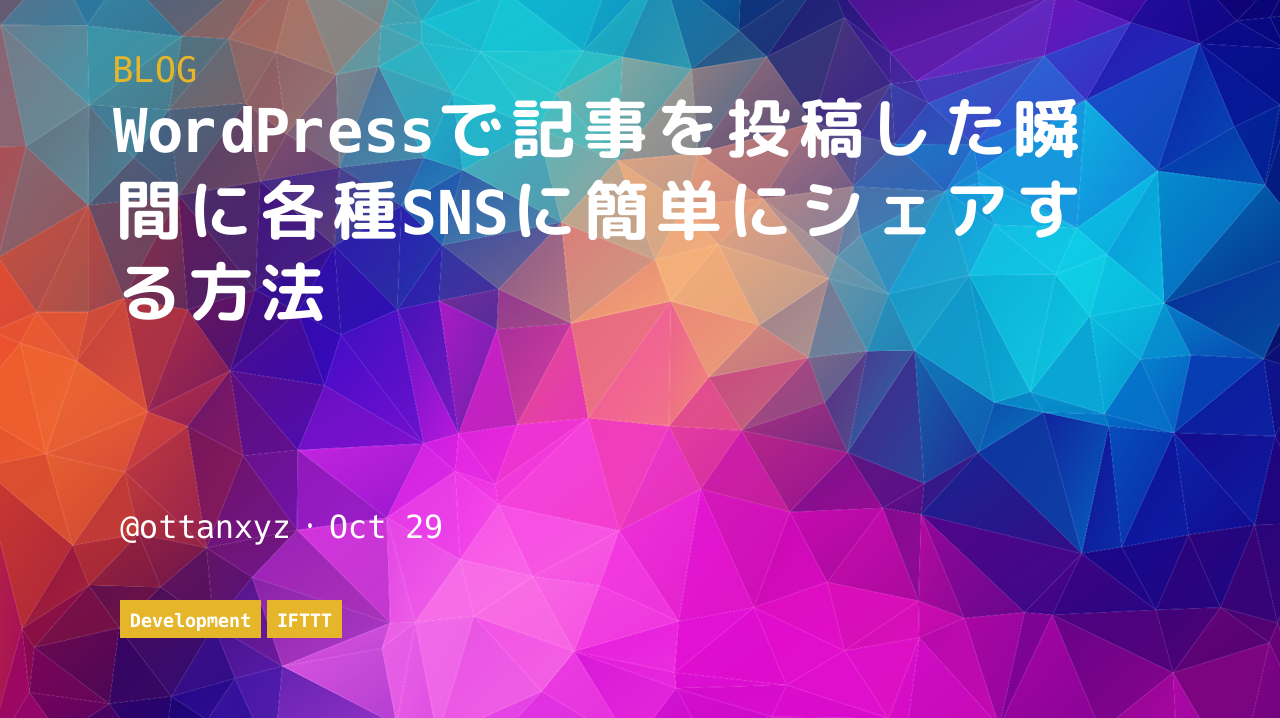 BLOG
WordPressで記事を投稿した瞬
間に各種SNSに簡単にシェアす
る方法
@ottanxyz・Oct 29
Development IFTTT